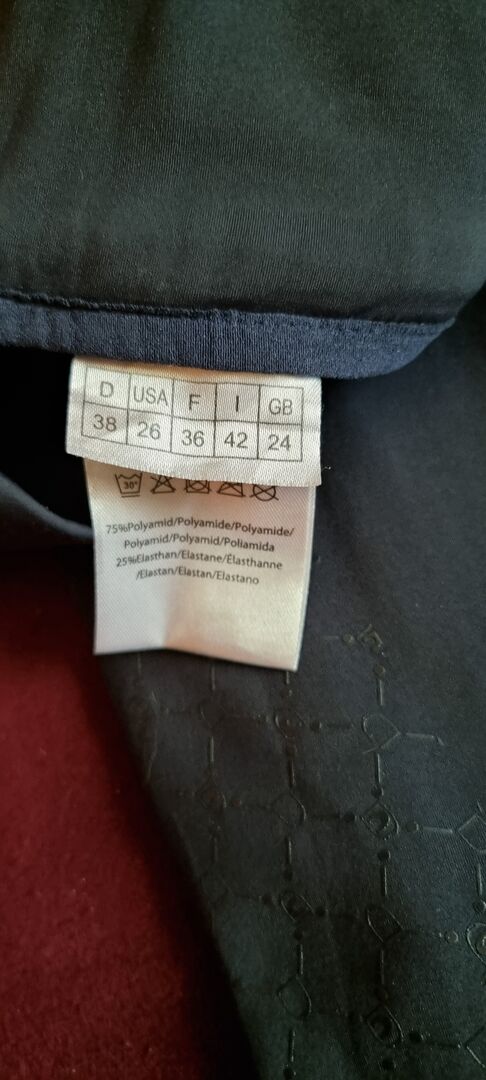 D USA F I GB
38 26 36 42 24
30°
75%Polyamid/Polyamide/Polyamide/
Polyamid/Polyamid/Poliamida
25%Elasthan/Elastane/Élasthanne
/Elastan/Elastan/Elastano